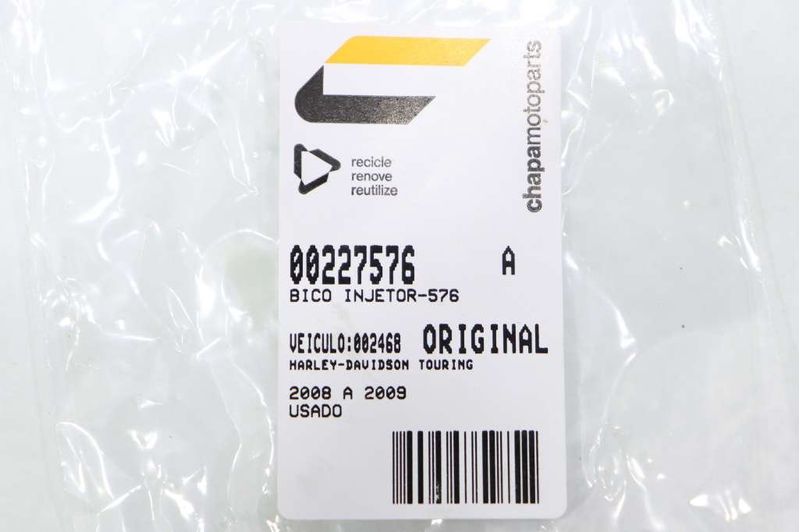 chapamotoparts
recicle
renove
reutilize
00227576 A
BICO INJETOR-576
VEICULO:002468 ORIGINAL
HARLEY-DAVIDSON TOURING
2008 A 2009
USADO